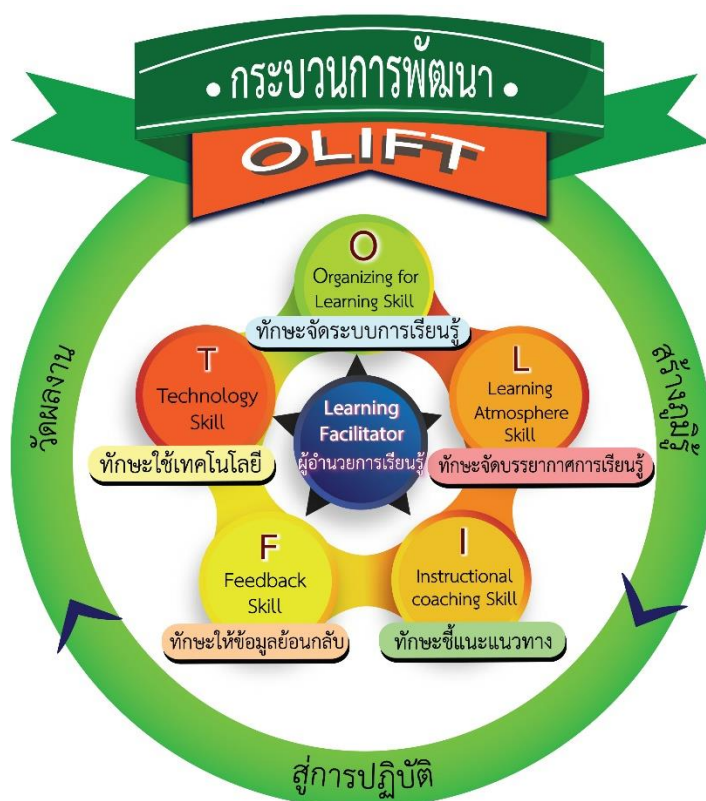 • กระบวนการพัฒนา •
OLIFT
O
Organizing for
Learning Skill
ทักษะจัดระบบการเรียนรู้
L
Learning
Atmosphere
Skill
ทักษะจัดบรรยากาศการเรียนรู้
I
Instructional
coaching Skill
ทักษะชี้แนะแนวทาง
F
Feedback
Skill
ทักษะให้ข้อมูลย้อนกลับ
T
Technology
Skill
ทักษะใช้เทคโนโลยี
Learning
Facilitator
ผู้อำนวยการเรียนรู้
สร้างภูมิรู้
สู่การปฏิบัติ
วัดผลงาน